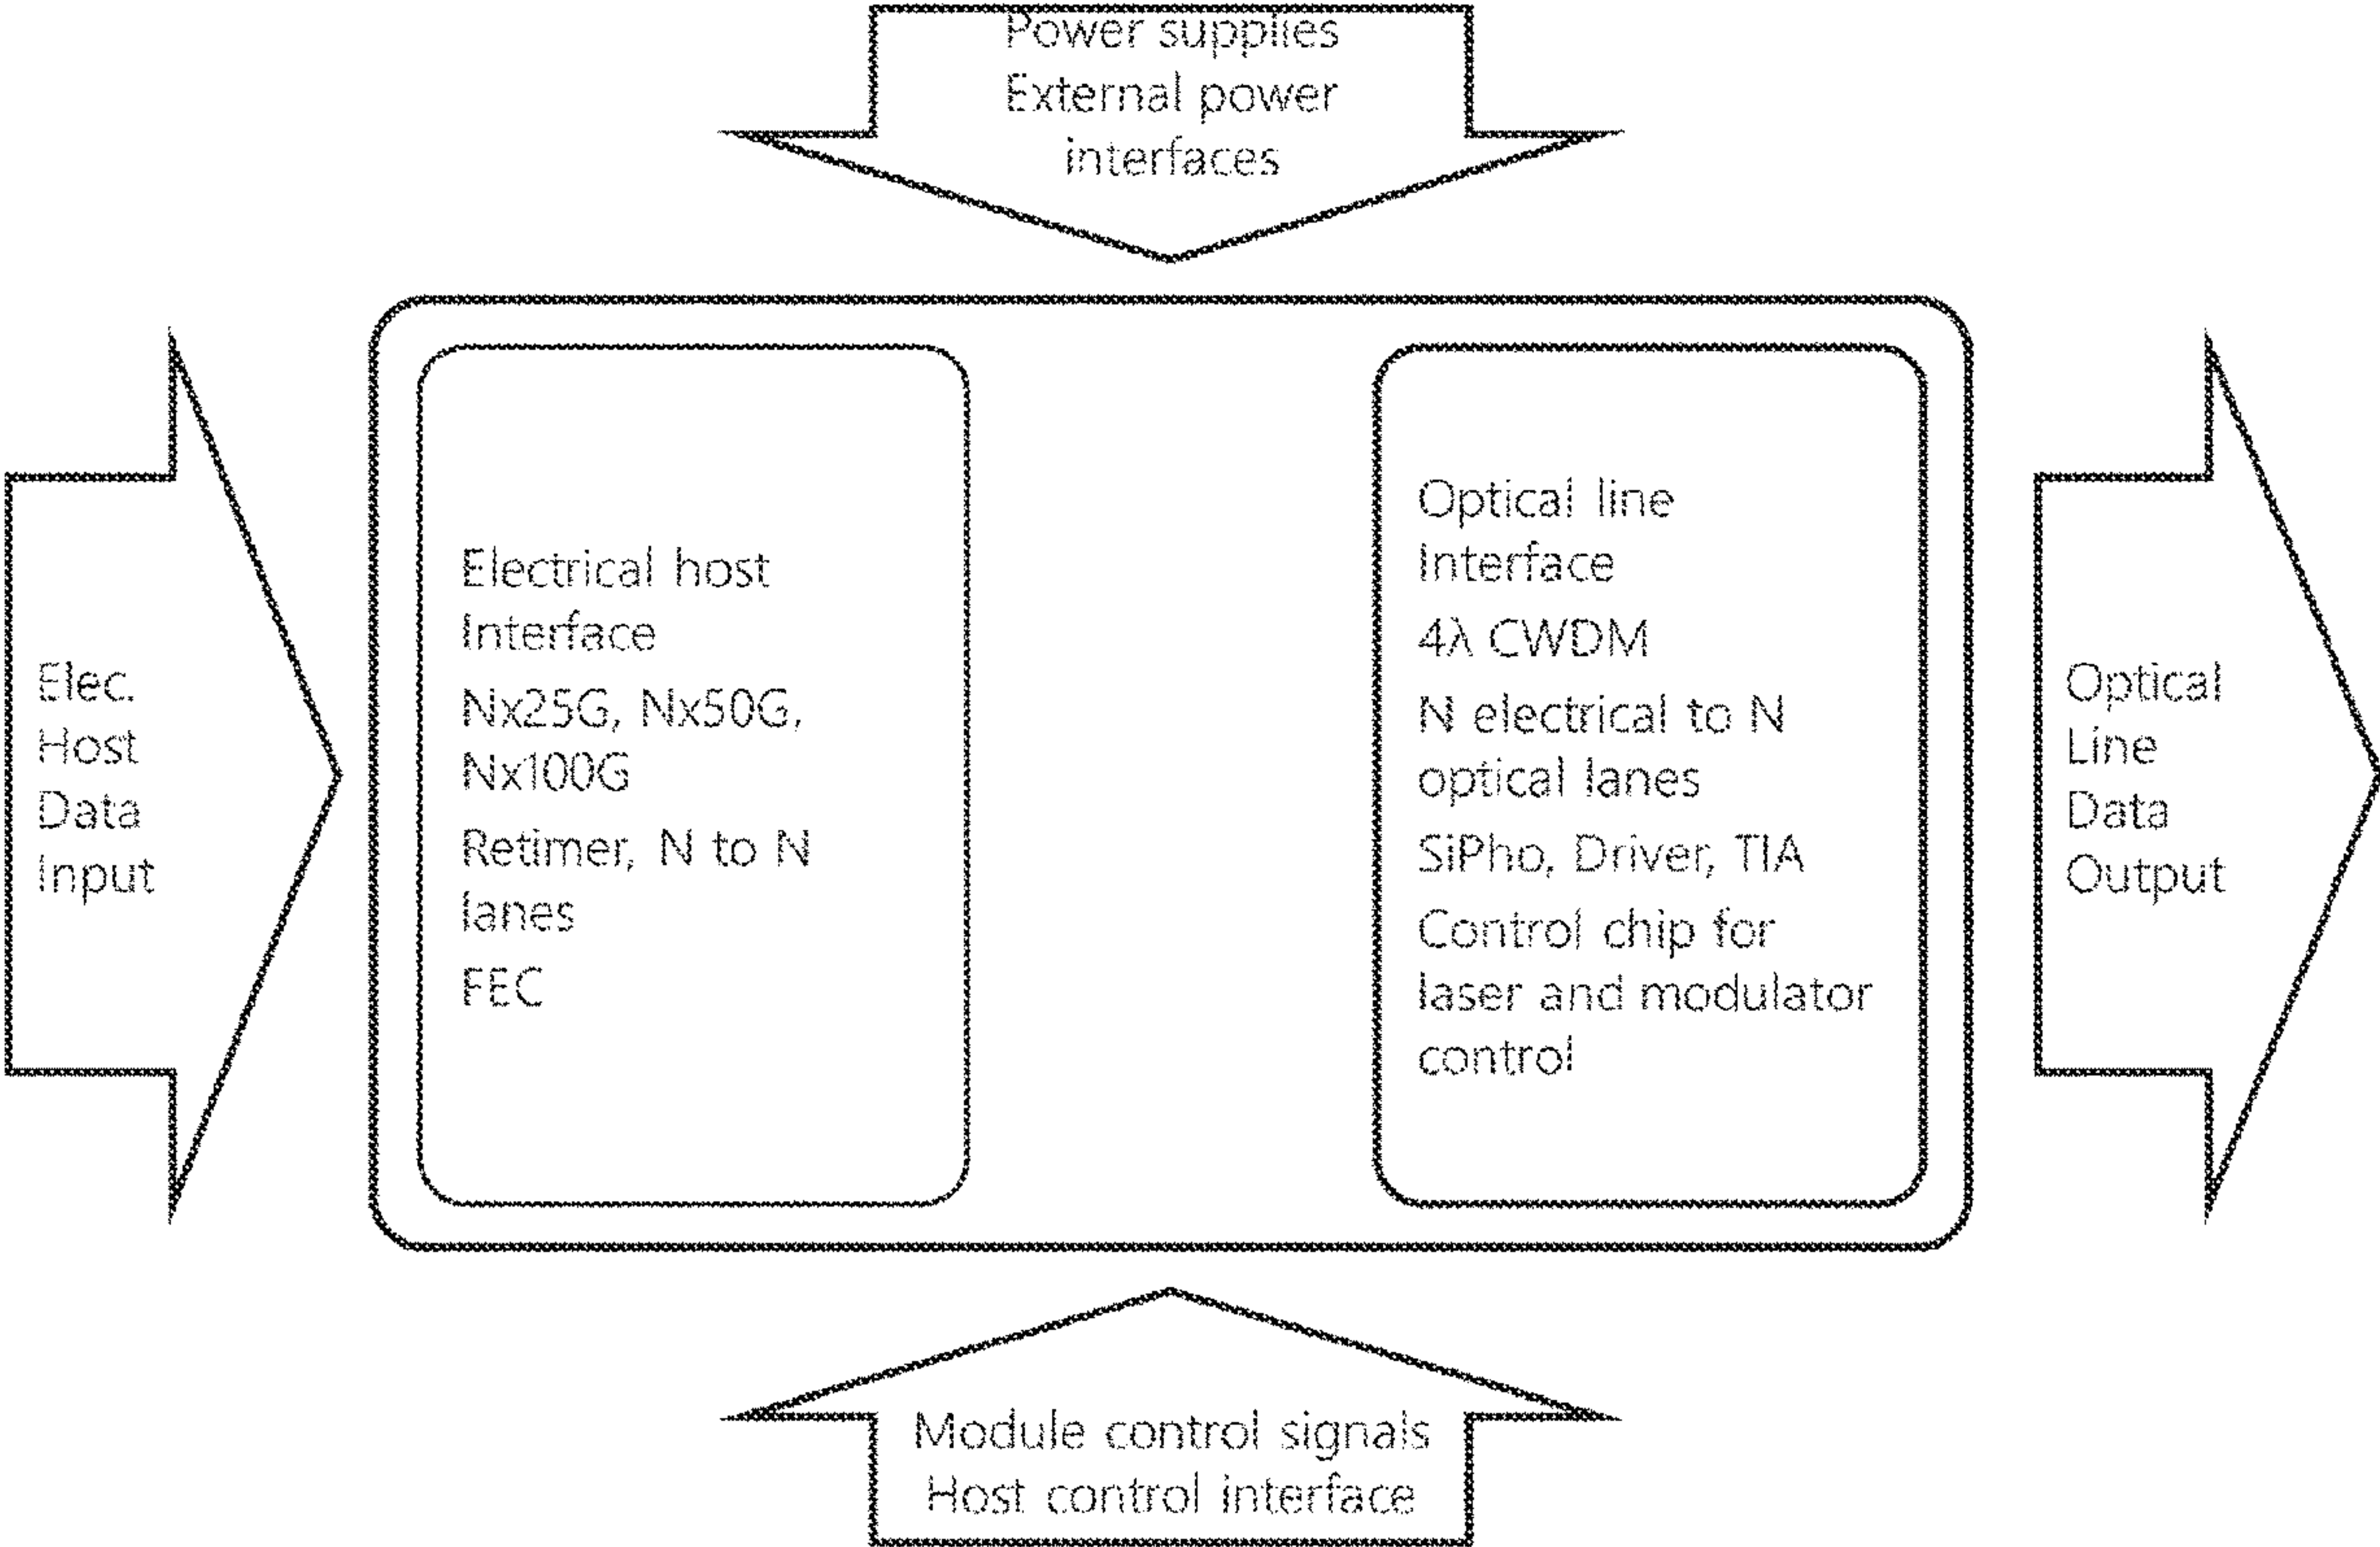 Power supplies
External power
interfaces
Elec.
Host
Data
Input
Electrical host
Interface
Nx25G, Nx50G,
Nx100G
Retimer, N to N
lanes
FEC
Optical line
Interface
4λ CWDM
N electrical to N
optical lanes
SiPho, Driver, TIA
Control chip for
laser and modulator
control
Optical
Line
Data
Output
Module control signals
Host control interface